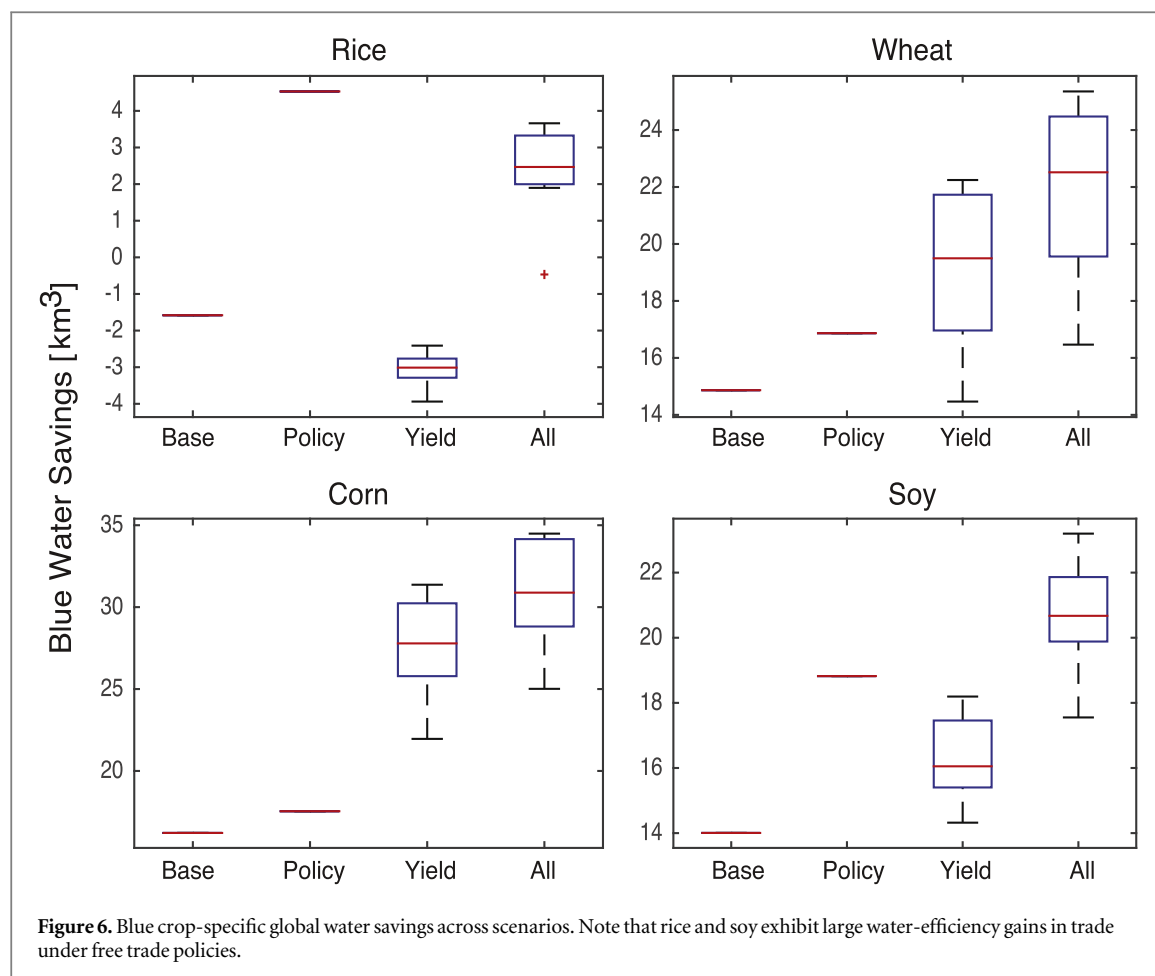 Rice
Wheat
Blue Water Savings [km3]
4
3
2
1
0
-1
-2
-3
-4
Base Policy Yield All
24
22
20
18
16
14
Base Policy Yield All
Corn
Soy
35
30
25
20
Base Policy Yield All
22
20
18
16
14
Base Policy Yield All
Figure 6. Blue crop-specific global water savings across scenarios. Note that rice and soy exhibit large water-efficiency gains in trade
under free trade policies.